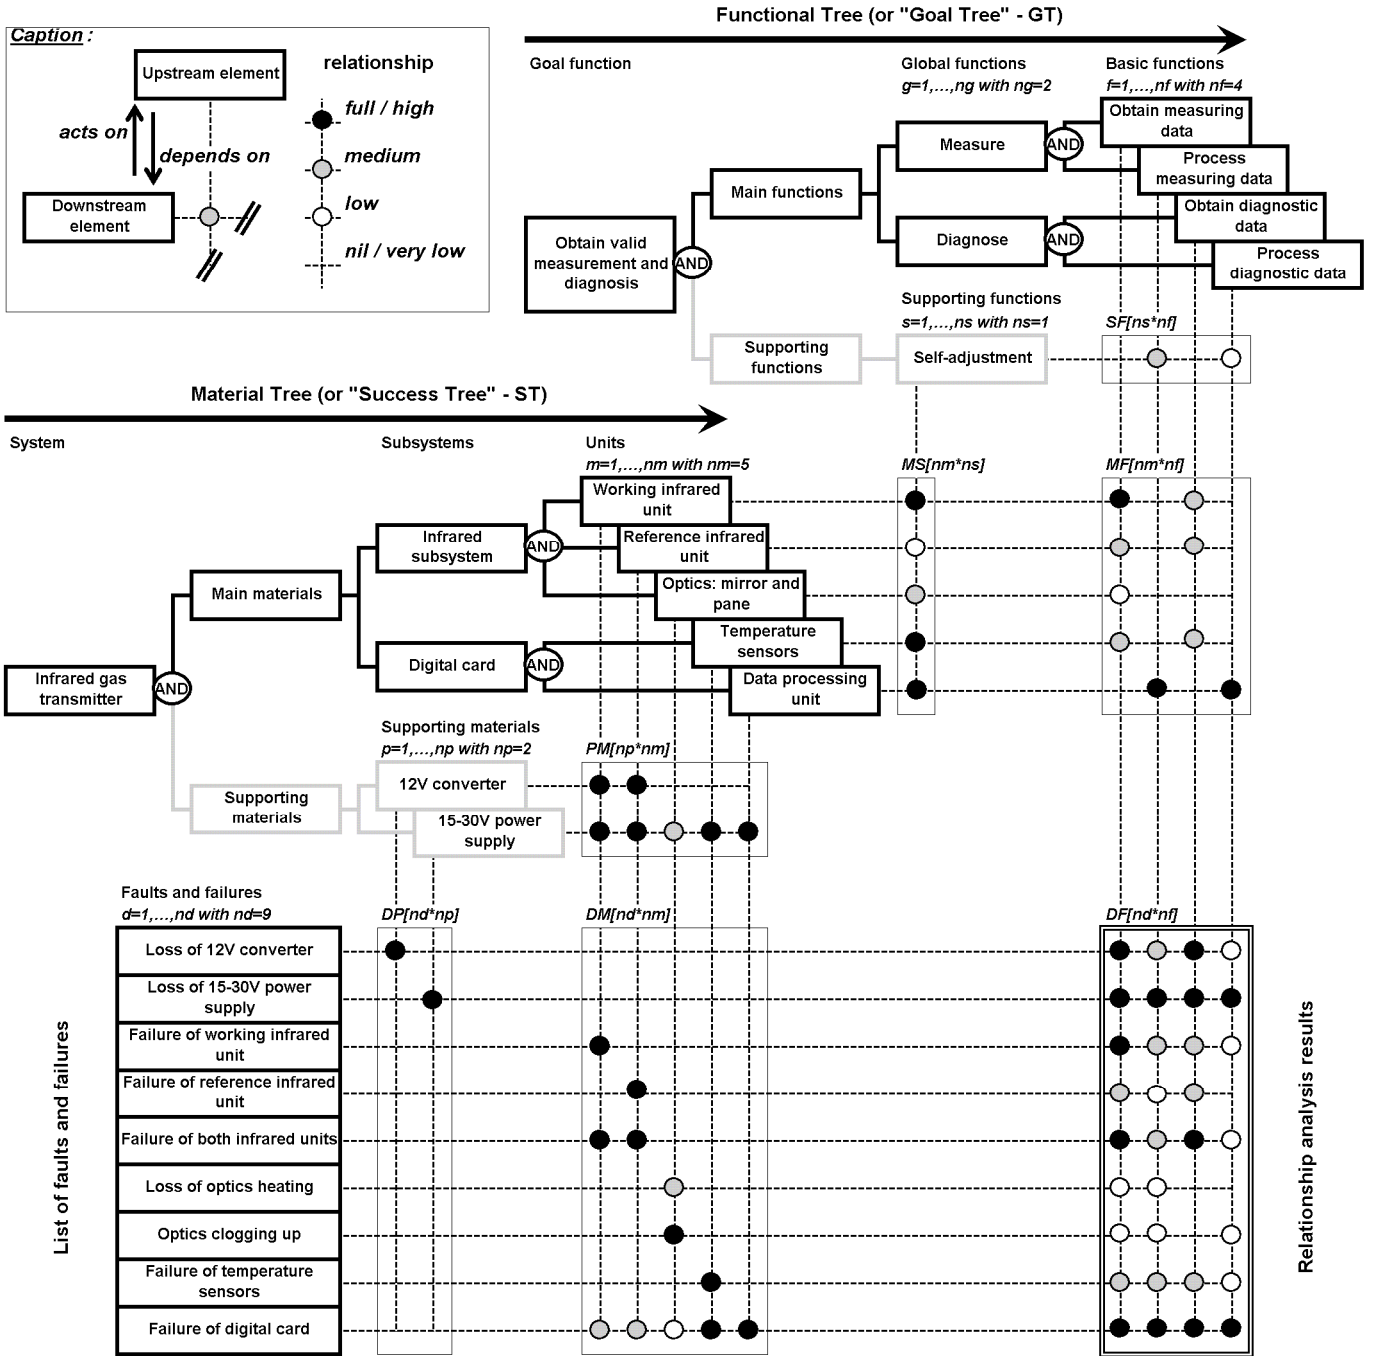 Functional Tree (or "Goal Tree" - GT)
Caption :
relationship
Upstream element
full / high
acts on
depends on
medium
Downstream
element
low
nil / very low
Goal function
Global functions
g=1,...,ng with ng=2
Basic functions
f=1,...,nf with nf=4
Obtain measuring
data
Measure
AND
Process
measuring data
Main functions
Obtain diagnostic
data
Diagnose
AND
Process
diagnostic data
Obtain valid
measurement and
diagnosis
AND
Supporting functions
s=1,...,ns with ns=1
SF[ns*nf]
Supporting
functions
Self-adjustment
Material Tree (or "Success Tree" - ST)
System
Subsystems
Units
m=1,...,nm with nm=5
MS[nm*ns]
MF[nm*nf]
Working infrared
unit
Infrared
subsystem
AND
Reference infrared
unit
Main materials
Optics: mirror and
pane
Temperature
sensors
Digital card
AND
Infrared gas
transmitter
AND
Data processing
unit
Supporting materials
p=1,...,np with np=2
PM[np*nm]
12V converter
Supporting
materials
15-30V power
supply
Faults and failures
d=1,...,nd with nd=9
DP[nd*np]
DM[nd*nm]
DF[nd*nf]
List of faults and failures
Loss of 12V converter
Loss of 15-30V power
supply
Failure of working infrared
unit
Failure of reference infrared
unit
Failure of both infrared units
Loss of optics heating
Optics clogging up
Failure of temperature
sensors
Failure of digital card
Relationship analysis results